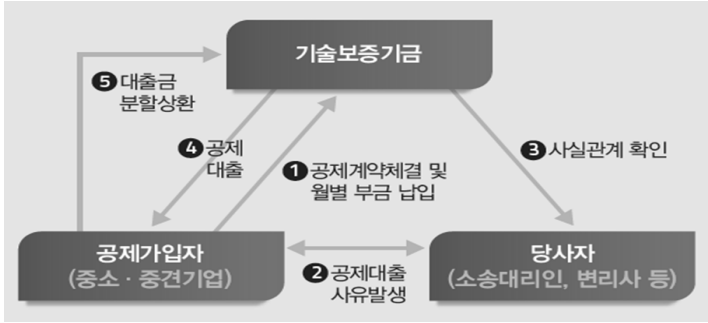 기술보증기금
❺ 대출금
분할상환
❹ 공제
대출
❶ 공제계약체결 및
월별 부금 납입
❸ 사실관계 확인
공제가입자
(중소 · 중견기업)
❷ 공제대출
사유발생
당사자
(소송대리인, 변리사 등)